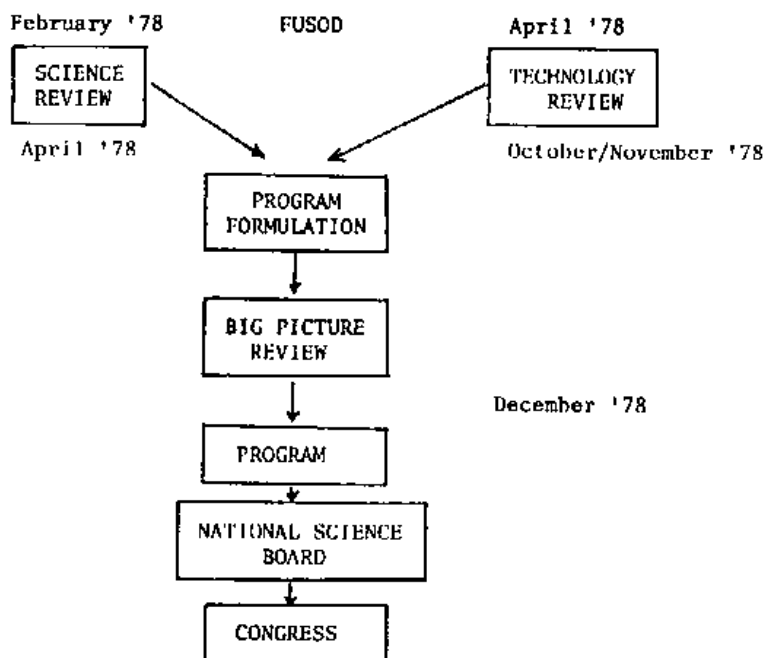 February '78 FUSOD April '78
SCIENCE
REVIEW
TECHNOLOGY
REVIEW
April '78
October/November '78
PROGRAM
FORMULATION
BIG PICTURE
REVIEW
December '78
PROGRAM
NATIONAL SCIENCE
BOARD
CONGRESS